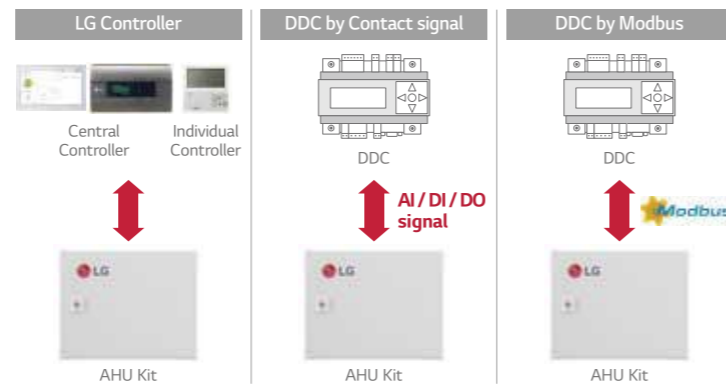 LG Controller
Central
Controller
Individual
Controller
LG
AHU Kit
DDC by Contact signal
DDC
AI / DI / DO
signal
LG
AHU Kit
DDC by Modbus
DDC
Modbus
LG
AHU Kit